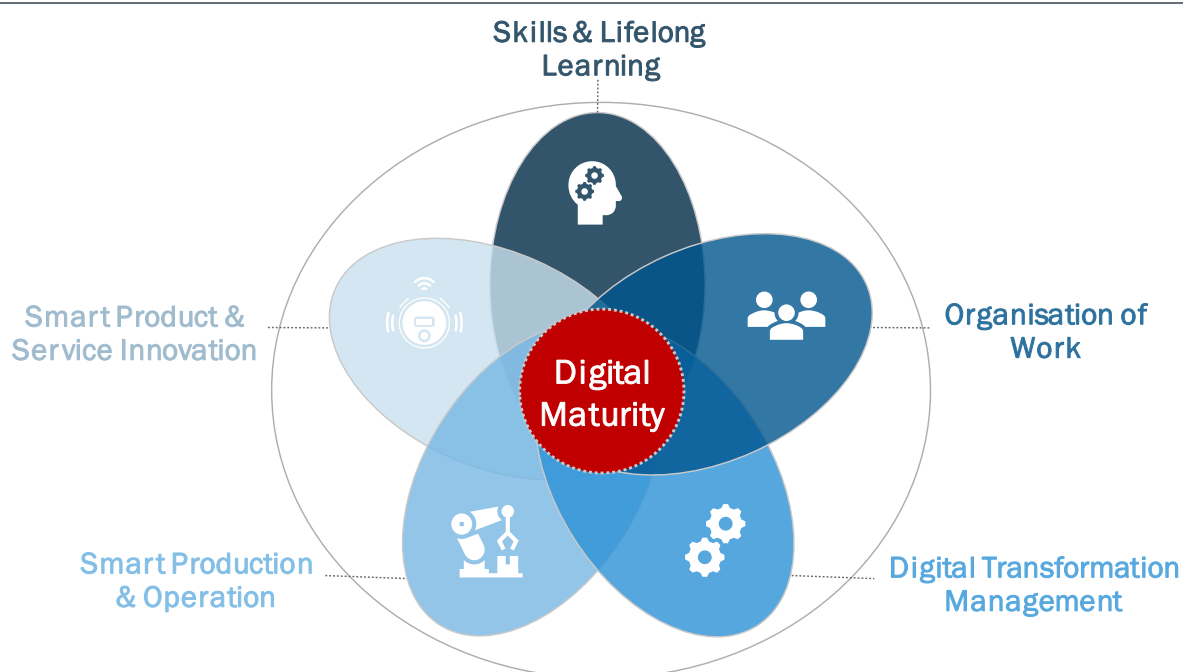 Skills & Lifelong
Learning
Smart Product &
Service Innovation
Organisation of
Work
Digital
Maturity
Smart Production
& Operation
Digital Transformation
Management